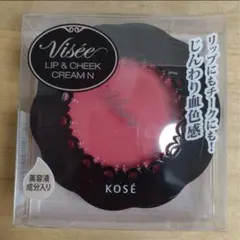 Visée
LIP & CHEEK
CREAM N
リップにもチークにも!
じんわり血色感
KOSÉ
美容液
成分入り